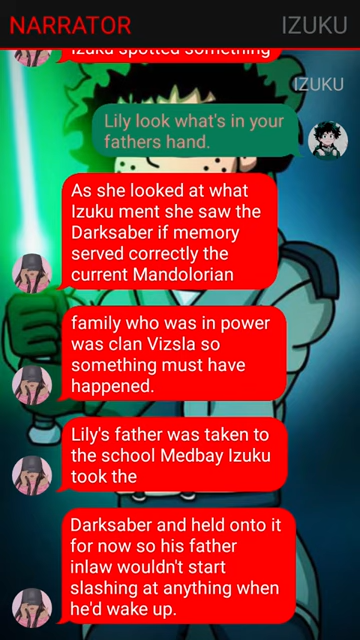 NARRATOR
IZUKU
Izuku spotted something
IZUKU
Lily look what's in your
fathers hand.
As she looked at what
Izuku ment she saw the
Darksaber if memory
served correctly the
current Mandolorian
family who was in power
was clan Vizsla so
something must have
happened.
Lily's father was taken to
the school Medbay Izuku
took the
Darksaber and held onto it
for now so his father
inlaw wouldn't start
slashing at anything when
he'd wake up.